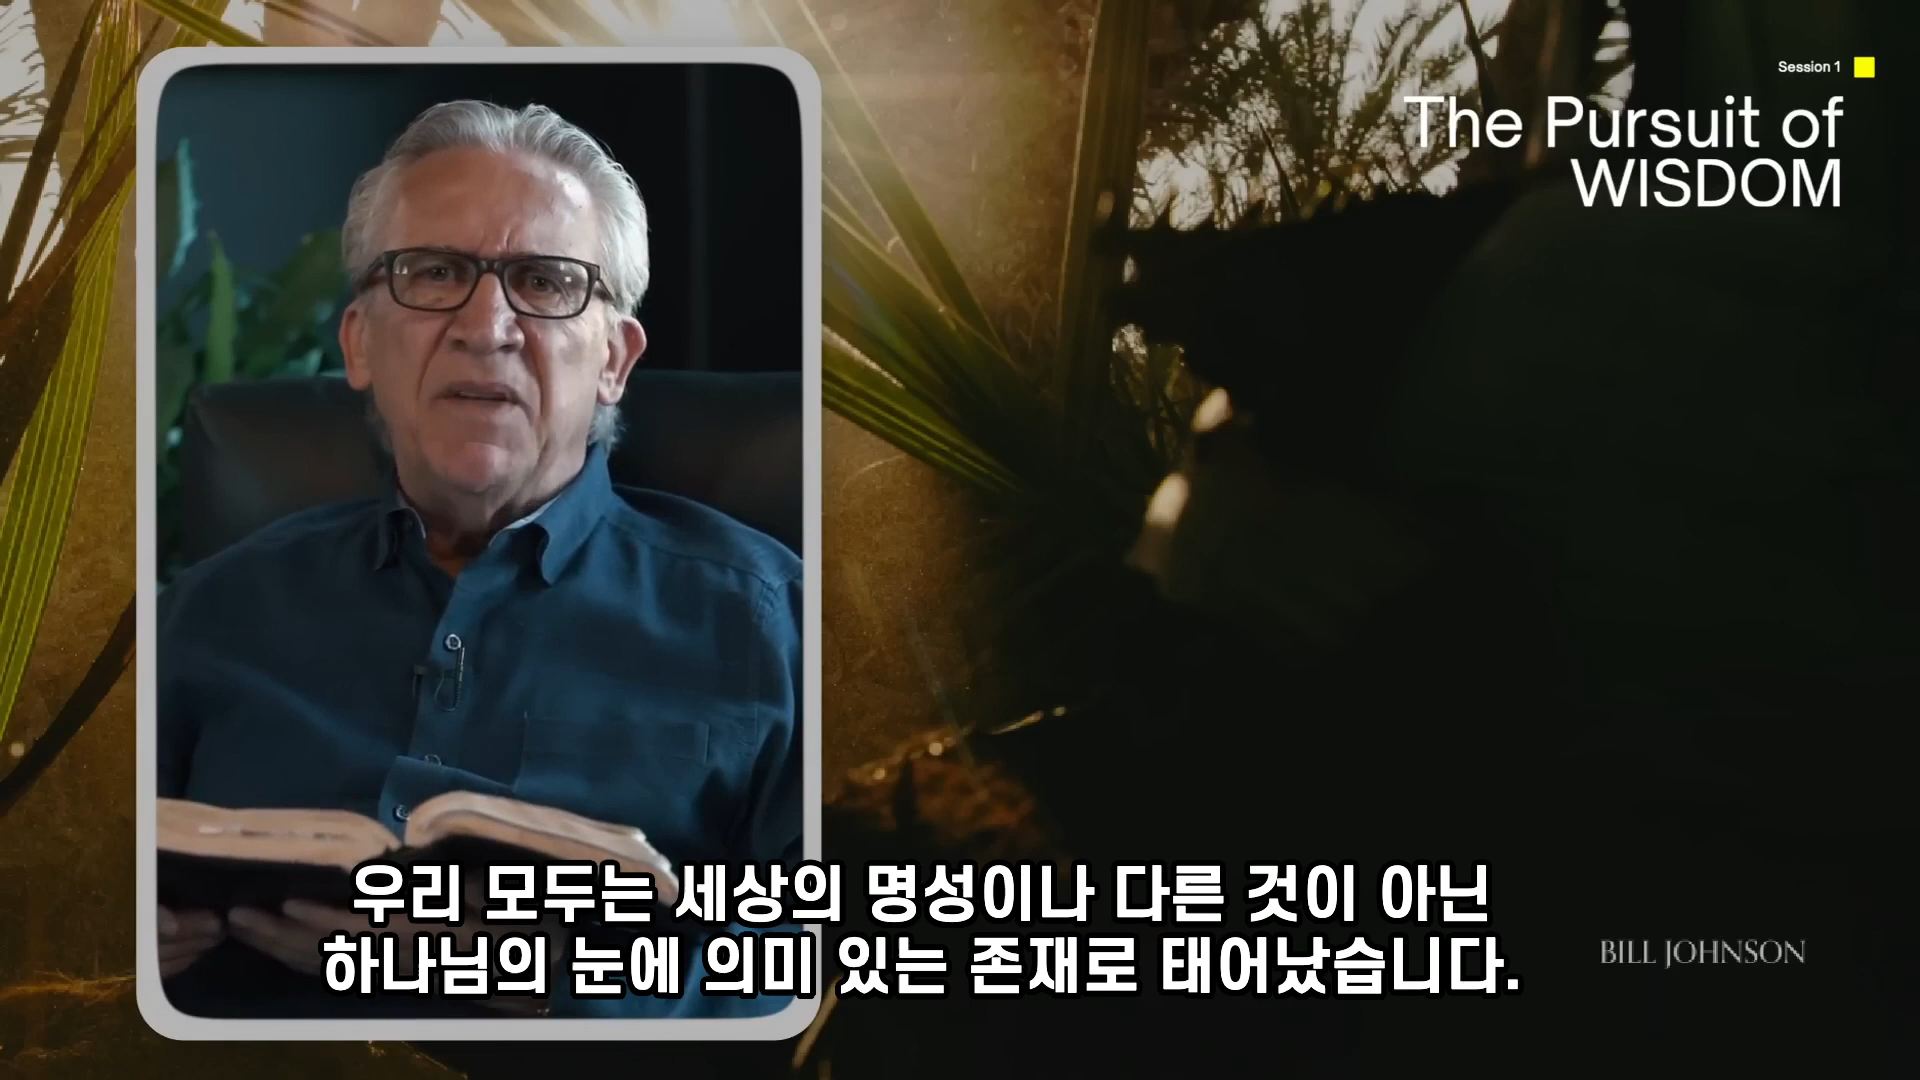 Session 1
The Pursuit of
WISDOM
우리 모두는 세상의 명성이나 다른 것이 아닌
하나님의 눈에 의미 있는 존재로 태어났습니다.
BILL JOHNSON